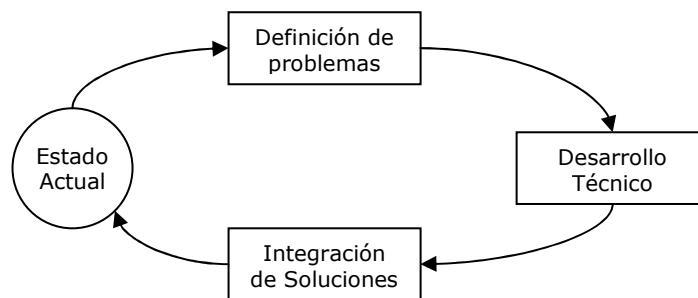 Definición de
problemas
Estado
Actual
Desarrollo
Técnico
Integración
de Soluciones